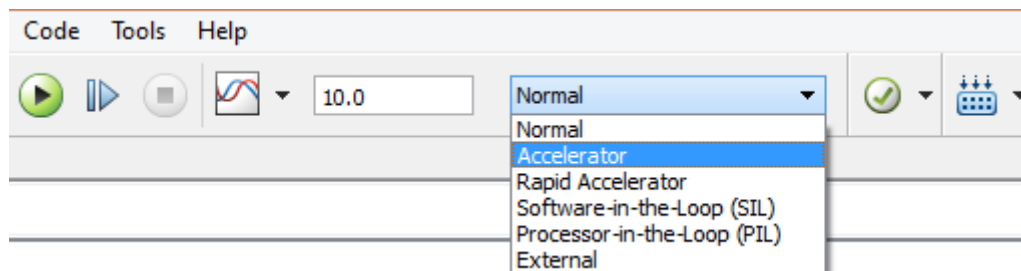 Code Tools Help
10.0 Normal
Normal
Accelerator
Rapid Accelerator
Software-in-the-Loop (SIL)
Processor-in-the-Loop (PIL)
External